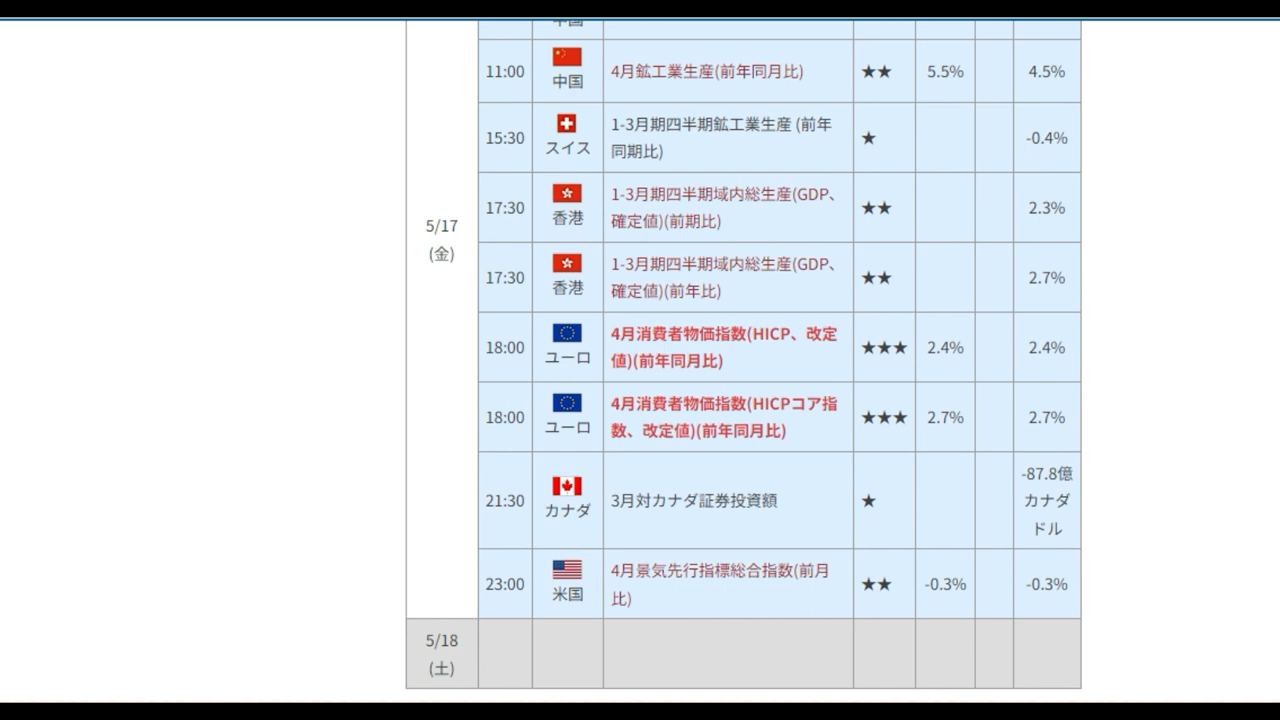 11:00
中国
4月鉱工業生産(前年同月比)
★★
5.5%
4.5%
15:30
スイス
1-3月期四半期鉱工業生産 (前年
同期比)
★
-0.4%
5/17
(金)
17:30
香港
1-3月期四半期域内総生産(GDP、
確定値)(前期比)
★★
2.3%
17:30
香港
1-3月期四半期域内総生産(GDP、
確定値)(前年比)
★★
2.7%
18:00
ユーロ
4月消費者物価指数(HICP、改定
値)(前年同月比)
★★★
2.4%
2.4%
18:00
ユーロ
4月消費者物価指数(HICPコア指
数、改定値)(前年同月比)
★★★
2.7%
2.7%
21:30
カナダ
3月対カナダ証券投資額
★
-87.8億
カナダ
ドル
23:00
米国
4月景気先行指標総合指数(前月
比)
★★
-0.3%
-0.3%
5/18
(土)